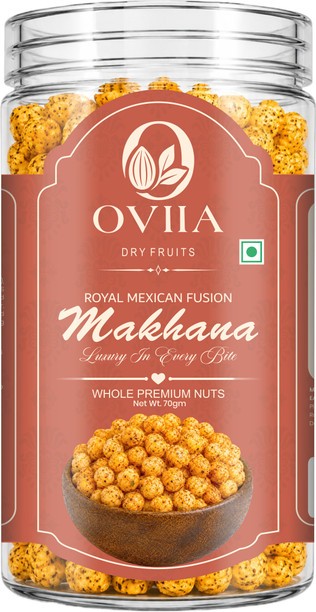 OVIIA
DRY FRUITS
ROYAL MEXICAN FUSION
Makhana
Luxury In Every Bite
WHOLE PREMIUM NUTS
Net Wt. 70gm